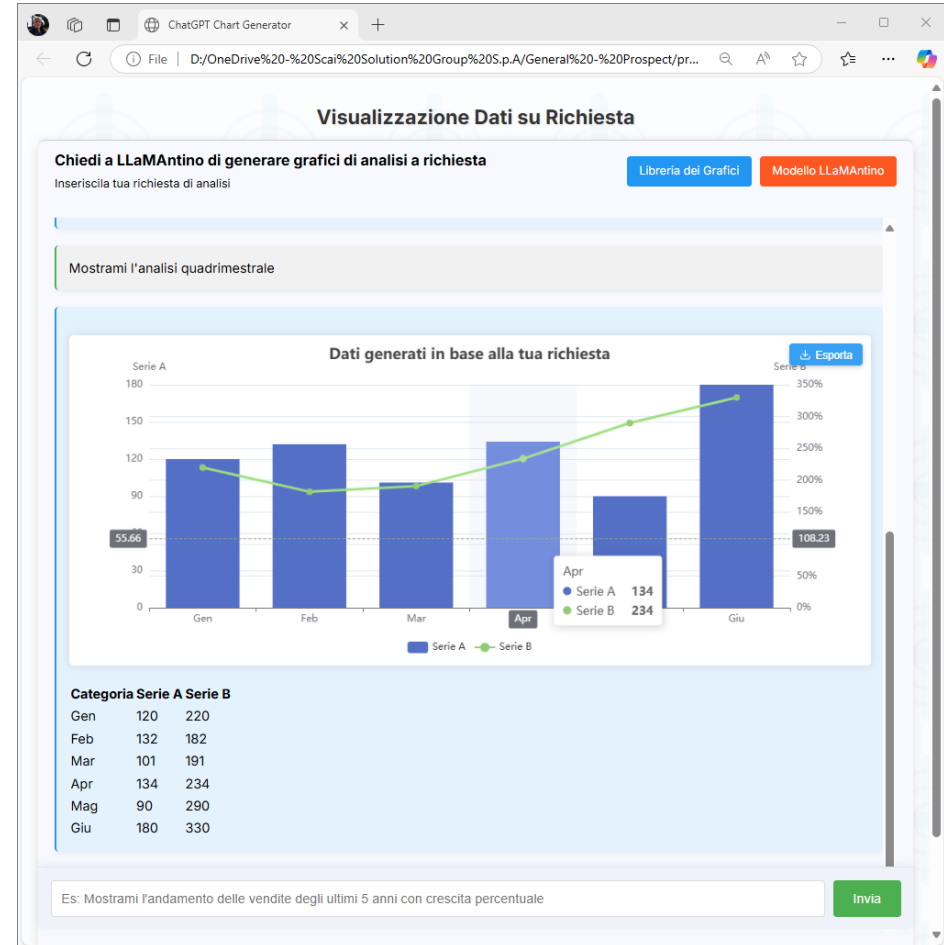 ChatGPT Chart Generator
File | D:/OneDrive%20-%20Scai%20Solution%20Group%20S.p.A/General%20-%20Prospect/pr...
Visualizzazione Dati su Richiesta
Chiedi a LLaMAntino di generare grafici di analisi a richiesta
Inseriscila tua richiesta di analisi
Libreria dei Grafici
Modello LLaMAntino
Mostrami l'analisi quadrimestrale
Dati generati in base alla tua richiesta
Esporta
Serie A
Serie B
180
150
120
90
30
0
55.66
350%
300%
250%
200%
150%
50%
0%
108.23
Gen
Feb
Mar
Apr
Giu
Apr
Serie A 134
Serie B 234
Serie A
Serie B
Categoria Serie A Serie B
Gen 120 220
Feb 132 182
Mar 101 191
Apr 134 234
Mag 90 290
Giu 180 330
Es: Mostrami l'andamento delle vendite degli ultimi 5 anni con crescita percentuale
Invia